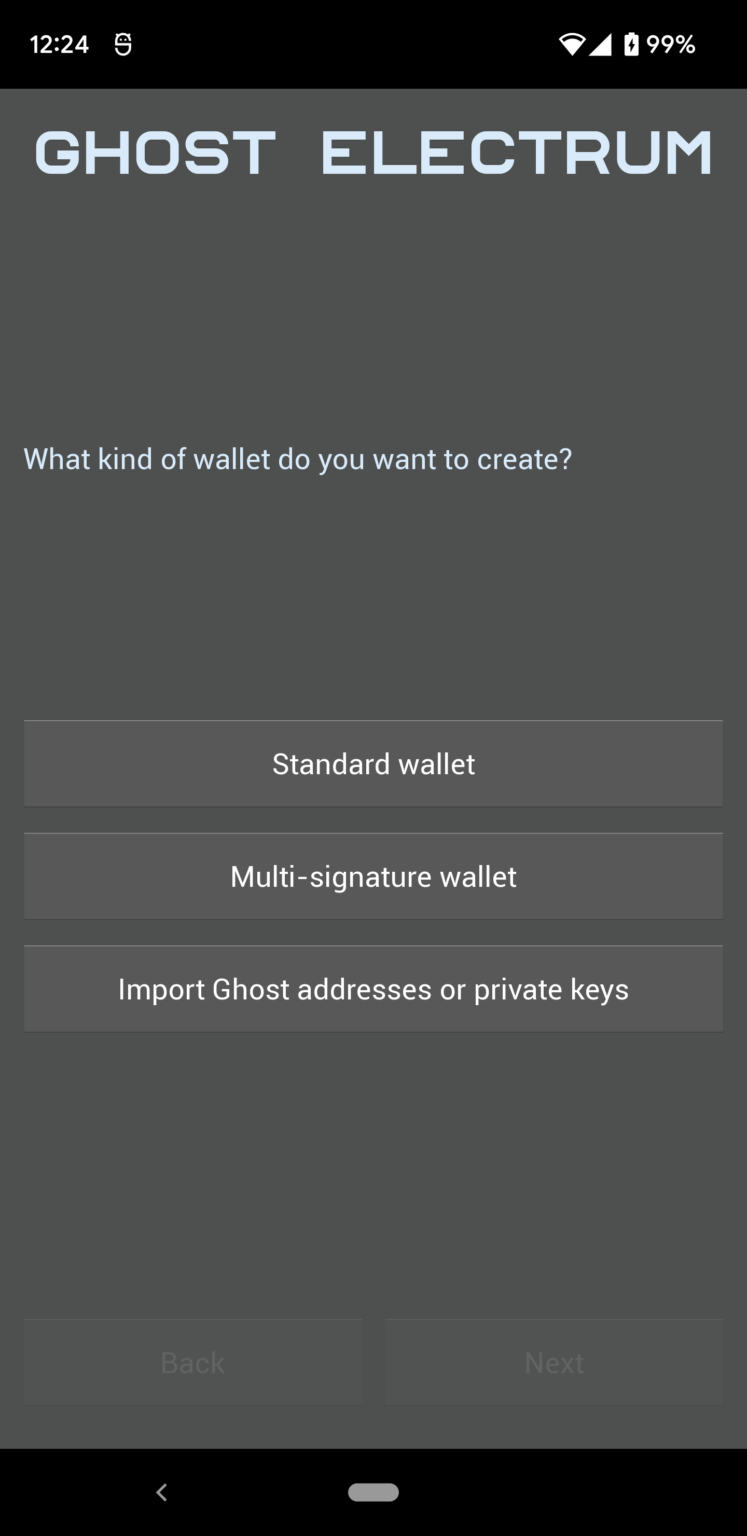 12:24
99%
GHOST ELECTRUM
What kind of wallet do you want to create?
Standard wallet
Multi-signature wallet
Import Ghost addresses or private keys
Back
Next